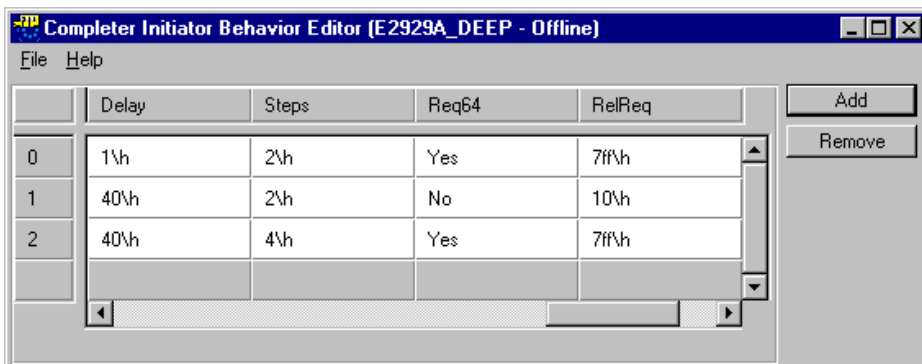 Completer Initiator Behavior Editor (E2929A_DEEP - Offline)
File Help
Delay Steps Req64 RelReq
Add
Remove
0 1\h 2\h Yes 7ff\h
1 40\h 2\h No 10\h
2 40\h 4\h Yes 7ff\h